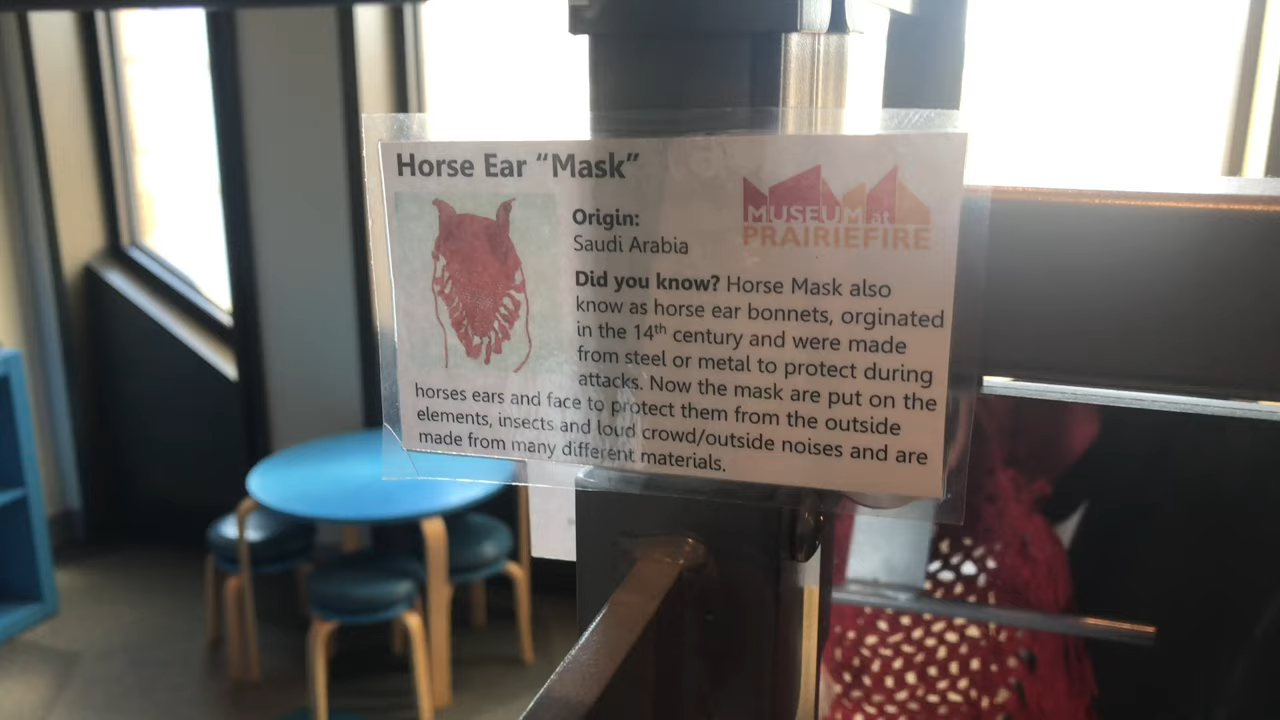 Horse Ear “Mask”
MUSEUM at
PRAIRIEFIRE
Origin:
Saudi Arabia
Did you know? Horse Mask also
know as horse ear bonnets, orginated
in the 14th century and were made
from steel or metal to protect during
attacks. Now the mask are put on the
horses ears and face to protect them from the outside
elements, insects and loud crowd/outside noises and are
made from many different materials.